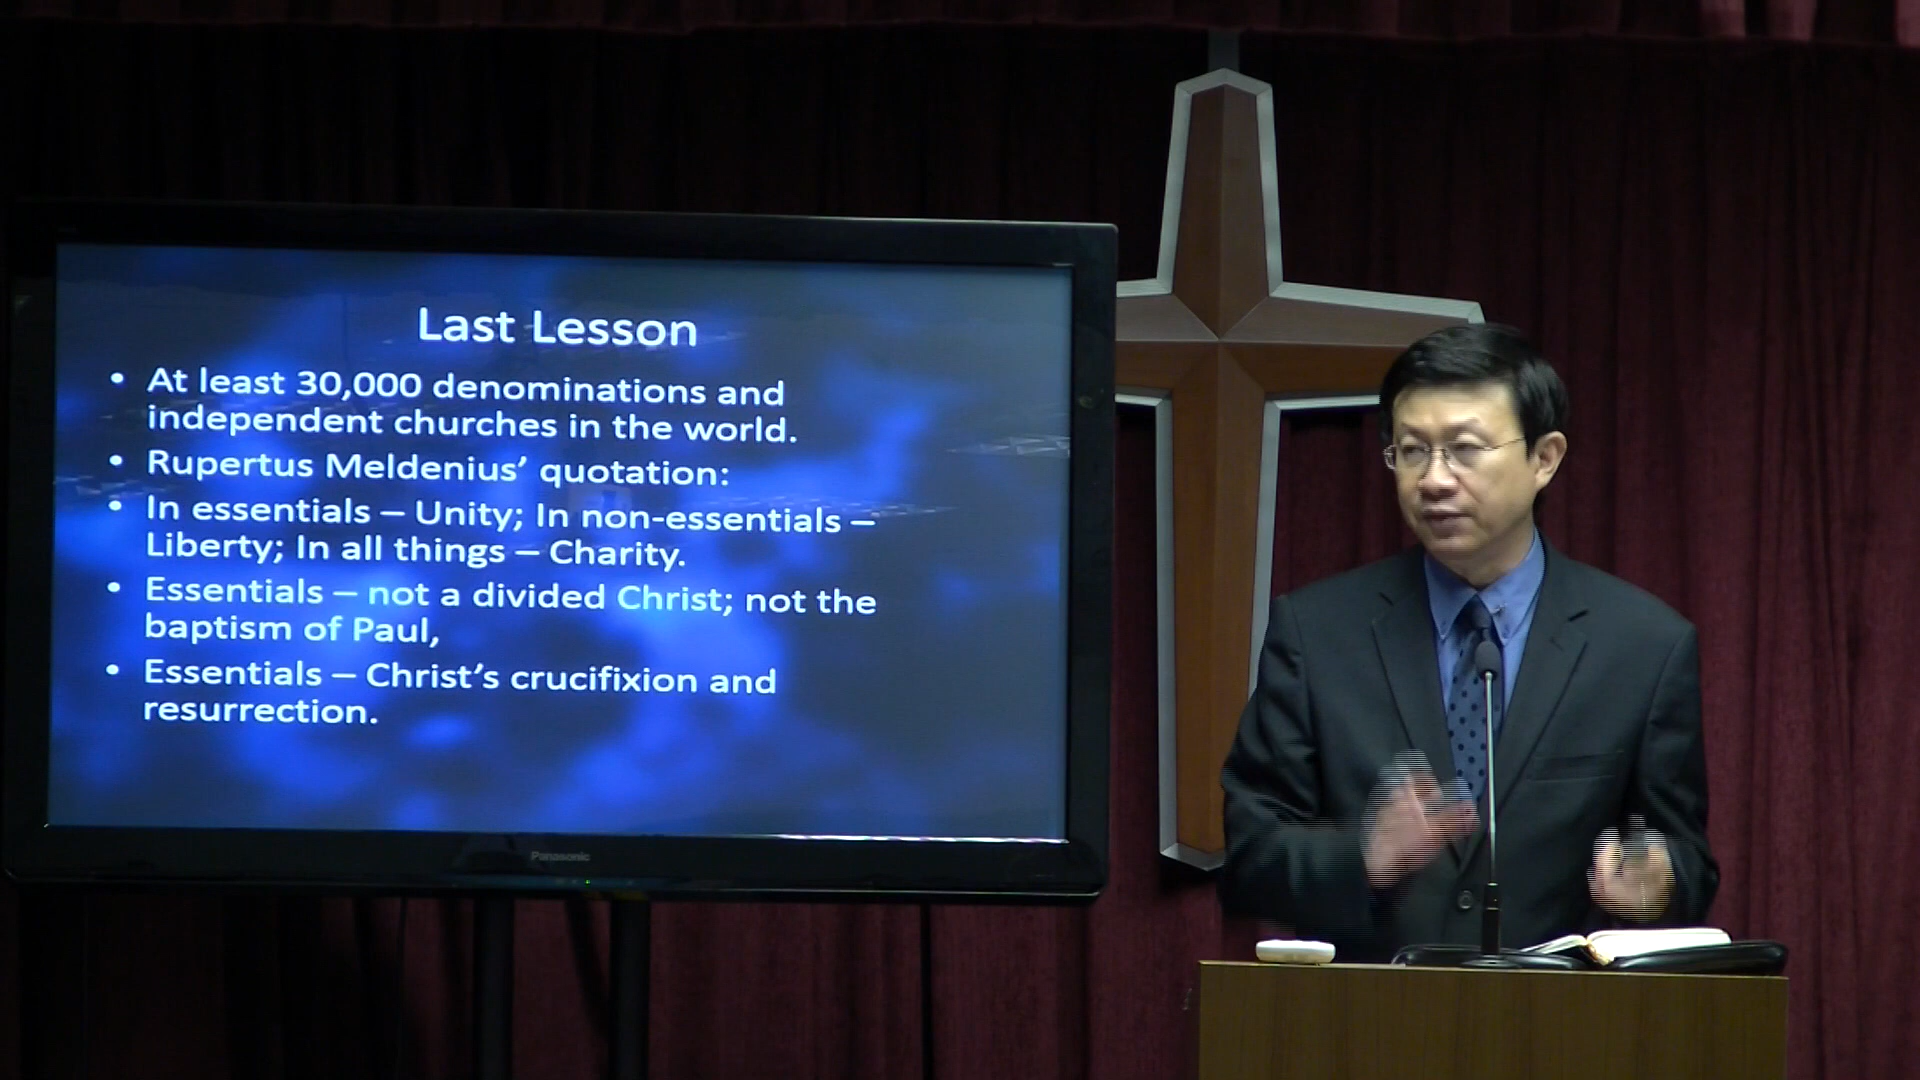 Last Lesson
• At least 30,000 denominations and
independent churches in the world.
• Rupertus Meldenius’ quotation:
• In essentials – Unity; In non-essentials –
Liberty; In all things – Charity.
• Essentials – not a divided Christ; not the
baptism of Paul,
• Essentials – Christ’s crucifixion and
resurrection.
Panasonic